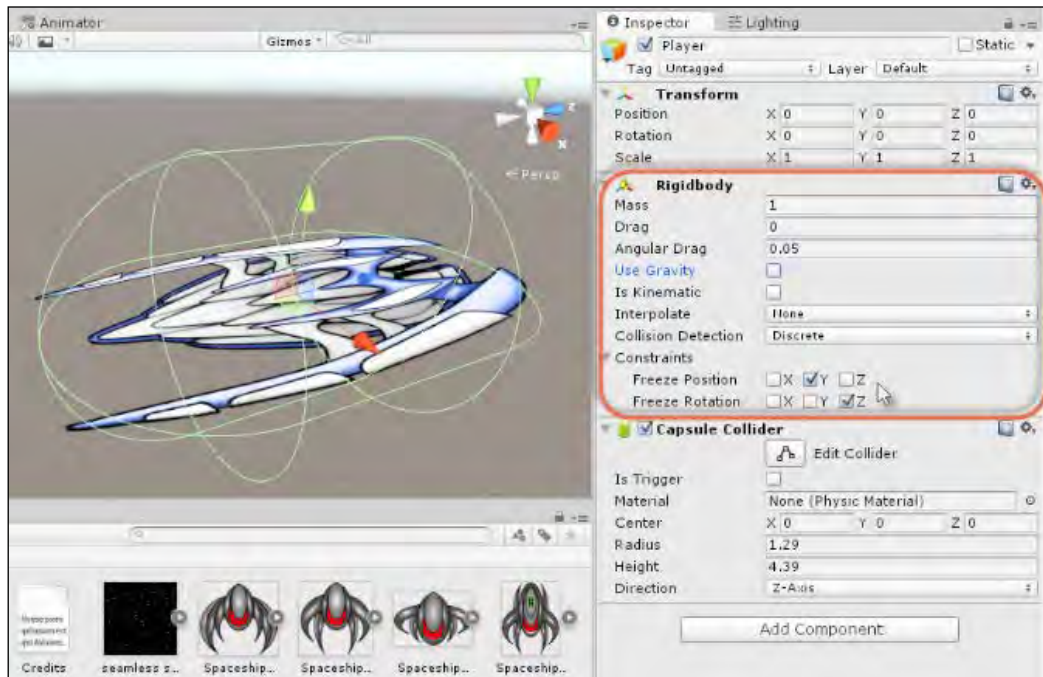 Animator
Gizmos
All
Persp
z
x
Inspector Lighting
Player Static
Tag Untagged Layer Default
Transform
Position X 0 Y 0 Z 0
Rotation X 0 Y 0 Z 0
Scale X 1 Y 1 Z 1
Rigidbody
Mass 1
Drag 0
Angular Drag 0.05
Use Gravity
Is Kinematic
Interpolate None
Collision Detection Discrete
Constraints
Freeze Position X Y Z
Freeze Rotation X Y Z
Capsule Collider
Edit Collider
Is Trigger
Material None (Physic Material)
Center X 0 Y 0 Z 0
Radius 1.29
Height 4.39
Direction Z-Axis
Add Component
Credits seamless s... Spaceship... Spaceship... Spaceship... Spaceship...